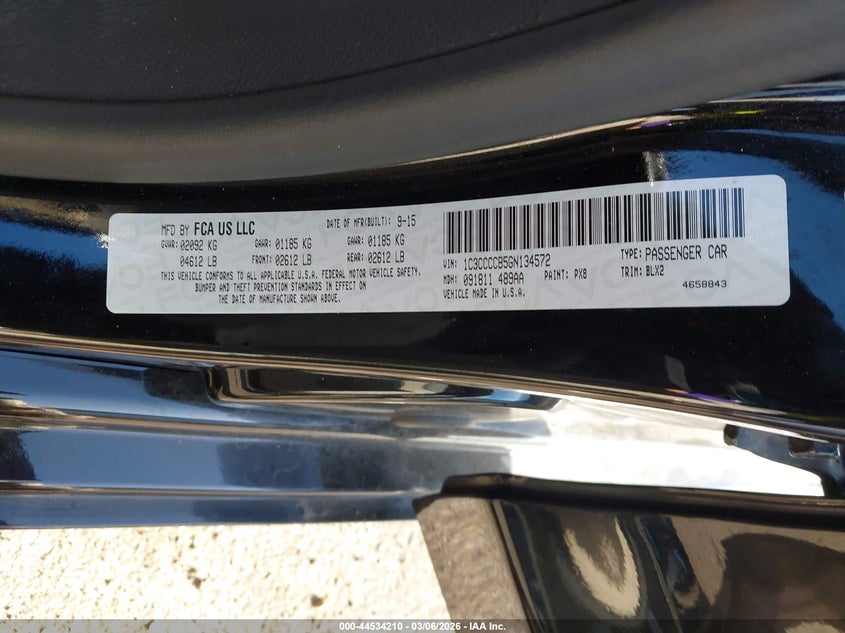 MFD BY FCA US LLC
DATE OF MFR(BUILT): 9-15
GVWR: 02092 KG GAWR: 01185 KG GAWR: 01185 KG
04612 LB FRONT: 02612 LB REAR: 02612 LB
THIS VEHICLE CONFORMS TO ALL APPLICABLE U.S.A. FEDERAL MOTOR VEHICLE SAFETY,
BUMPER AND THEFT PREVENTION STANDARDS IN EFFECT ON
THE DATE OF MANUFACTURE SHOWN ABOVE.
VIN: 1C3CCCCB5GN134572 TYPE: PASSENGER CAR
MDH: 091811 489AA PAINT: PX8 TRIM: BLX2
VEHICLE MADE IN U.S.A. 4658843
000-44534210 - 03/06/2026 - IAA Inc.